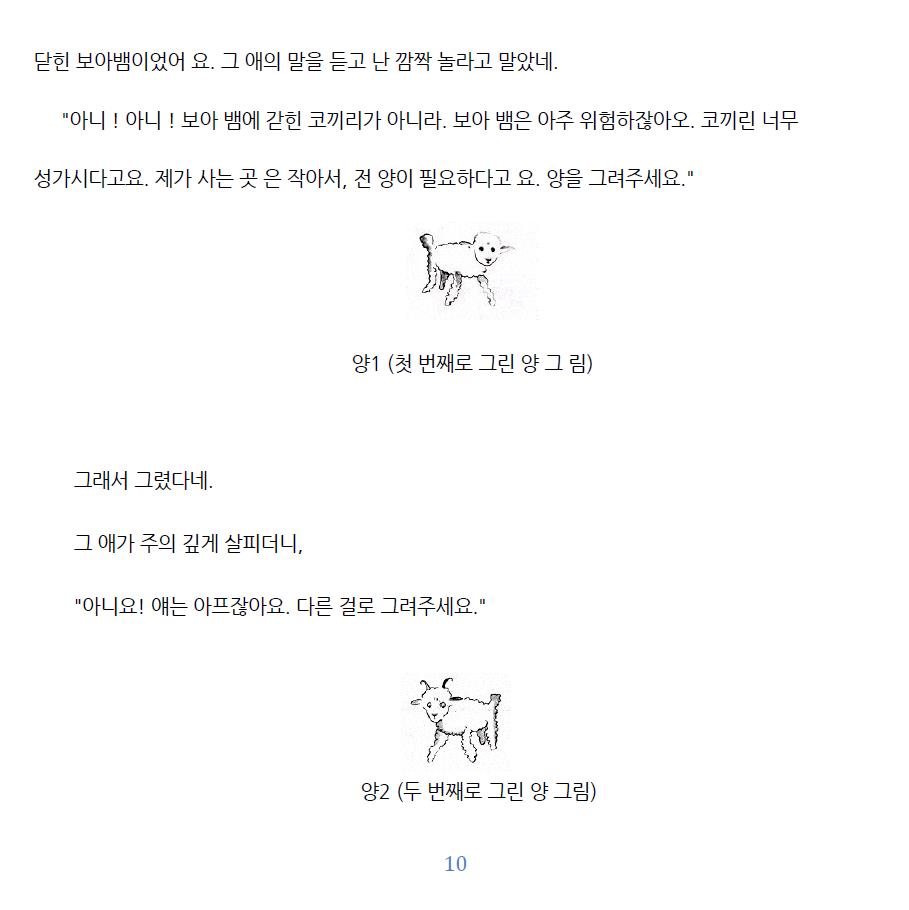 닫힌 보아뱀이었어 요. 그 애의 말을 듣고 난 깜짝 놀라고 말았네.
"아니 ! 아니 ! 보아 뱀에 갇힌 코끼리가 아니라. 보아 뱀은 아주 위험하잖아오. 코끼린 너무
성가시다고요. 제가 사는 곳 은 작아서, 전 양이 필요하다고 요. 양을 그려주세요."
양1 (첫 번째로 그린 양 그 림)
그래서 그렸다네.
그 애가 주의 깊게 살피더니,
"아니요! 얘는 아프잖아요. 다른 걸로 그려주세요."
양2 (두 번째로 그린 양 그림)
10